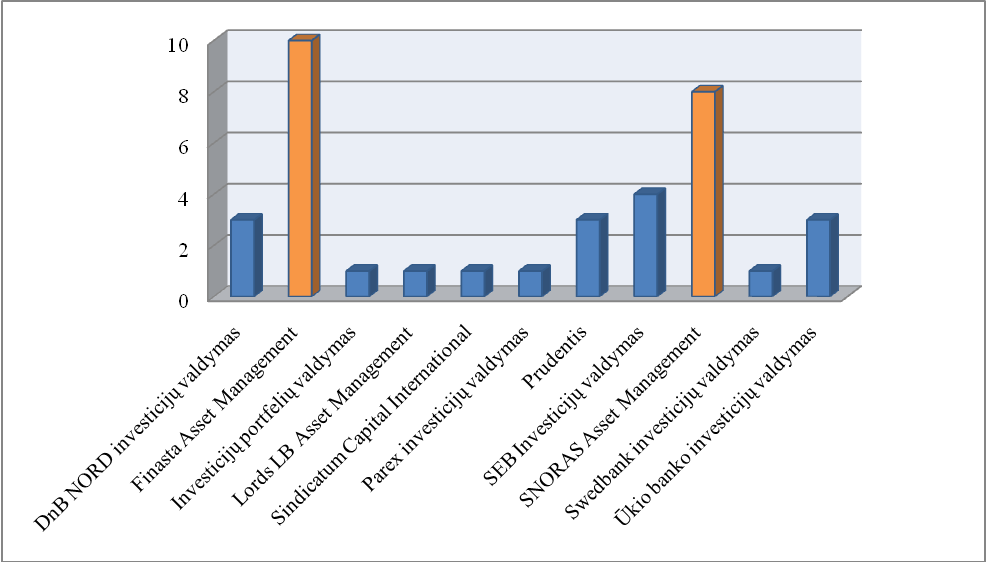 10
8
6
4
2
0
DnB NORD investicijų valdymas
Finasta Asset Management
Investicijų portfelių valdymas
Lords LB Asset Management
Sindicatum Capital International
Parex investicijų valdymas
Prudentis
SEB Investicijų valdymas
SNORAS Asset Management
Swedbank investicijų valdymas
Ūkio banko investicijų valdymas